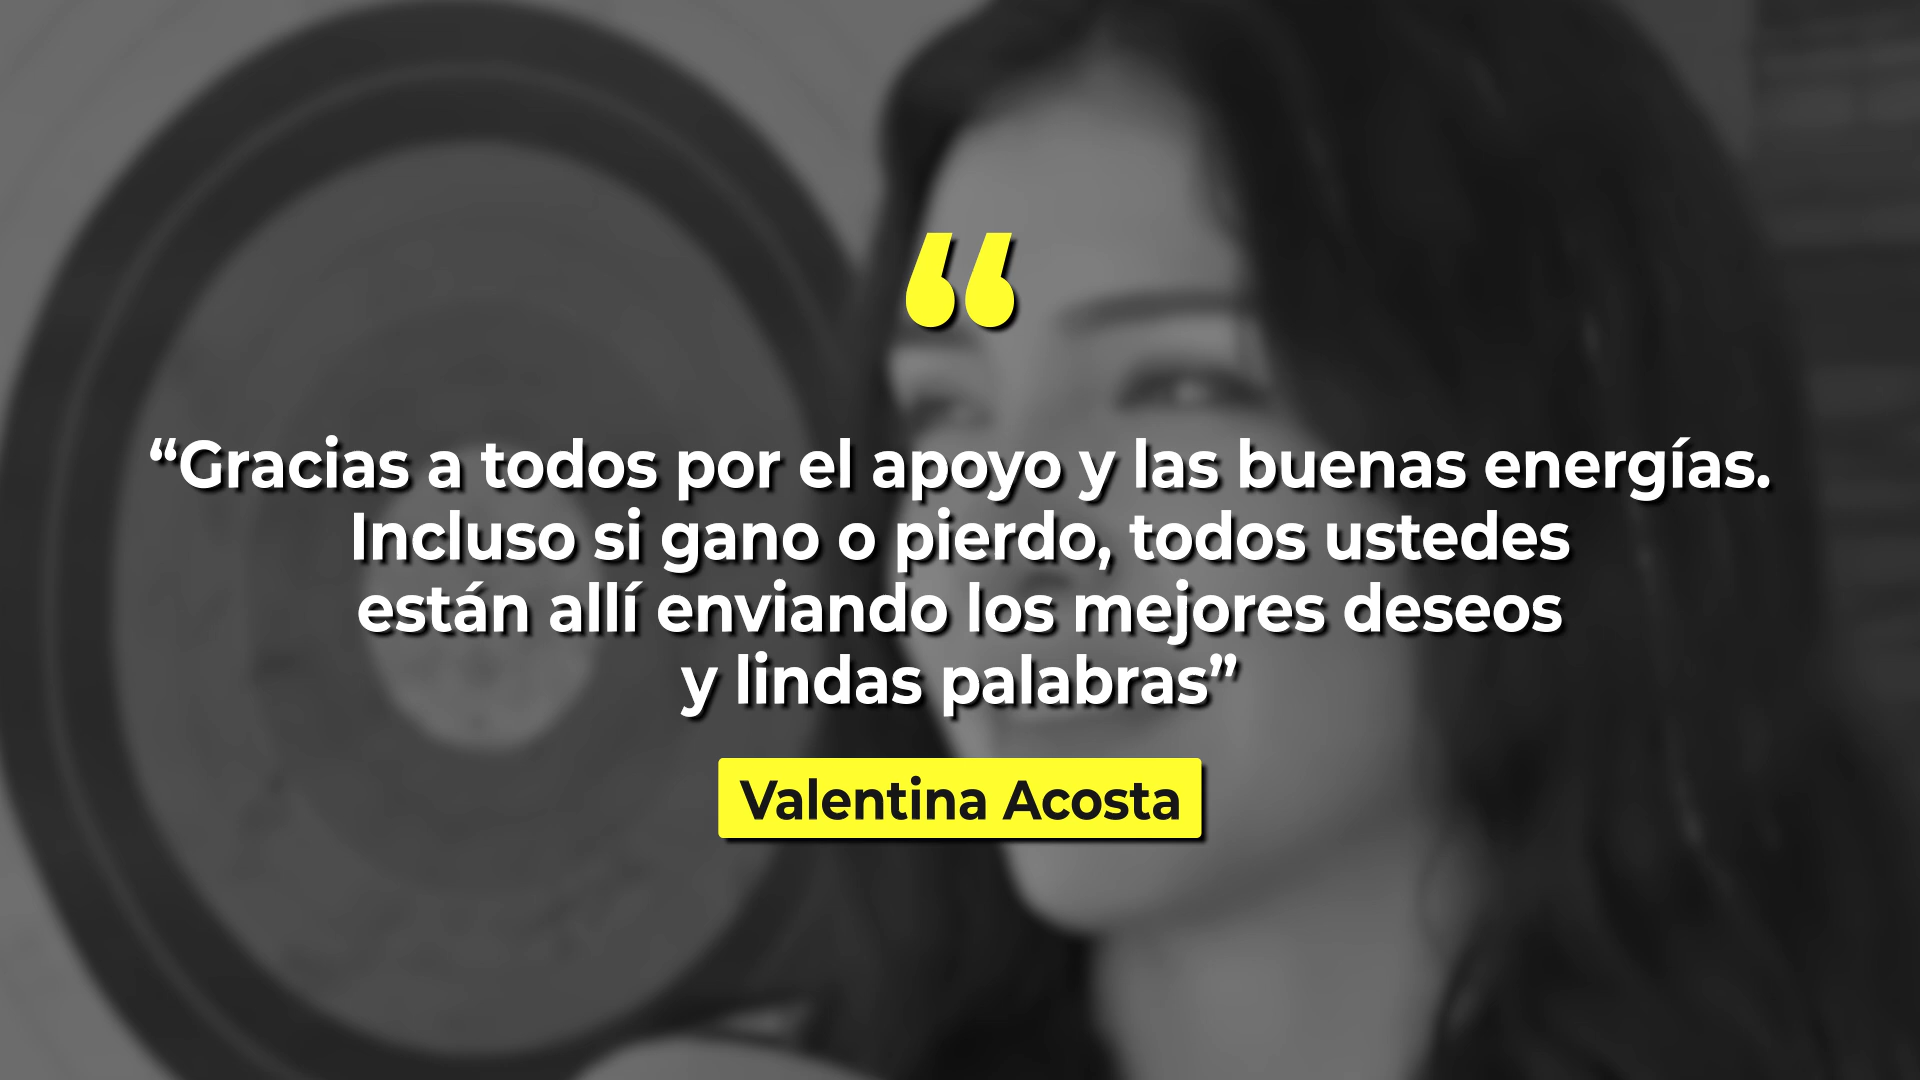 “
“Gracias a todos por el apoyo y las buenas energías.
Incluso si gano o pierdo, todos ustedes
están allí enviando los mejores deseos
y lindas palabras”
Valentina Acosta